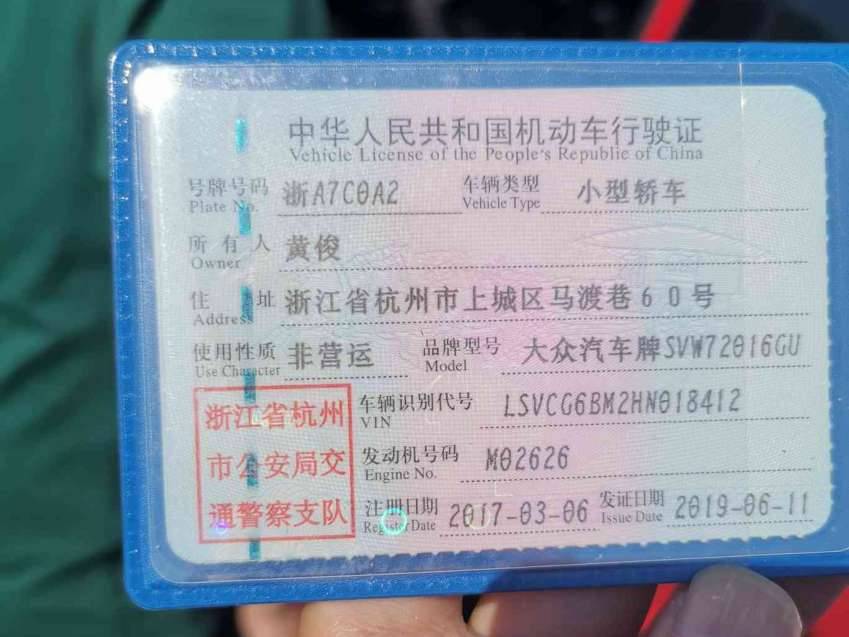 中华人民共和国机动车行驶证
Vehicle License of the People's Republic of China
号牌号码 浙A7C0A2 车辆类型 小型轿车
Plate No. Vehicle Type
所有人 黄俊
Owner
住址 浙江省杭州市上城区马渡巷60号
Address
使用性质 非营运 品牌型号 大众汽车牌SVW72016GU
Use Character Model
浙江省杭州 车辆识别代号 LSVCG6BM2HN018412
VIN
市公安局交 发动机号码 M02626
Engine No.
通警察支队 注册日期 2017-03-06 发证日期 2019-06-11
Register Date Issue Date